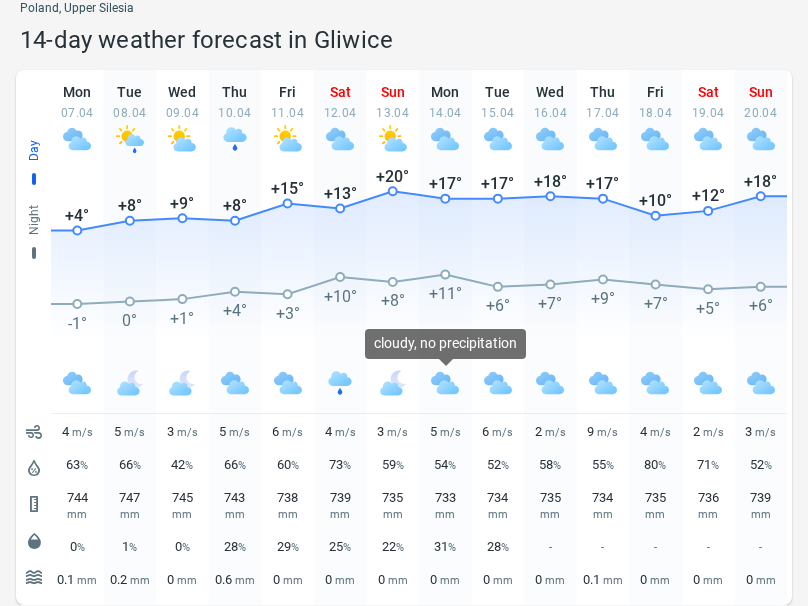 Poland, Upper Silesia
14-day weather forecast in Gliwice
Mon Tue Wed Thu Fri Sat Sun Mon Tue Wed Thu Fri Sat Sun
07.04 08.04 09.04 10.04 11.04 12.04 13.04 14.04 15.04 16.04 17.04 18.04 19.04 20.04
Day
+4° +8° +9° +8° +15° +13° +20° +17° +17° +18° +17° +10° +12° +18°
Night
-1° 0° +1° +4° +3° +10° +8° +11° +6° +7° +9° +7° +5° +6°
cloudy, no precipitation
4 m/s 5 m/s 3 m/s 5 m/s 6 m/s 4 m/s 3 m/s 5 m/s 6 m/s 2 m/s 9 m/s 4 m/s 2 m/s 3 m/s
63% 66% 42% 66% 60% 73% 59% 54% 52% 58% 55% 80% 71% 52%
744 747 745 743 738 739 735 733 734 735 734 735 736 739
mm mm mm mm mm mm mm mm mm mm mm mm mm mm
0% 1% 0% 28% 29% 25% 22% 31% 28% - - - - -
0.1 mm 0.2 mm 0 mm 0.6 mm 0 mm 0 mm 0 mm 0 mm 0 mm 0 mm 0.1 mm 0 mm 0 mm 0 mm